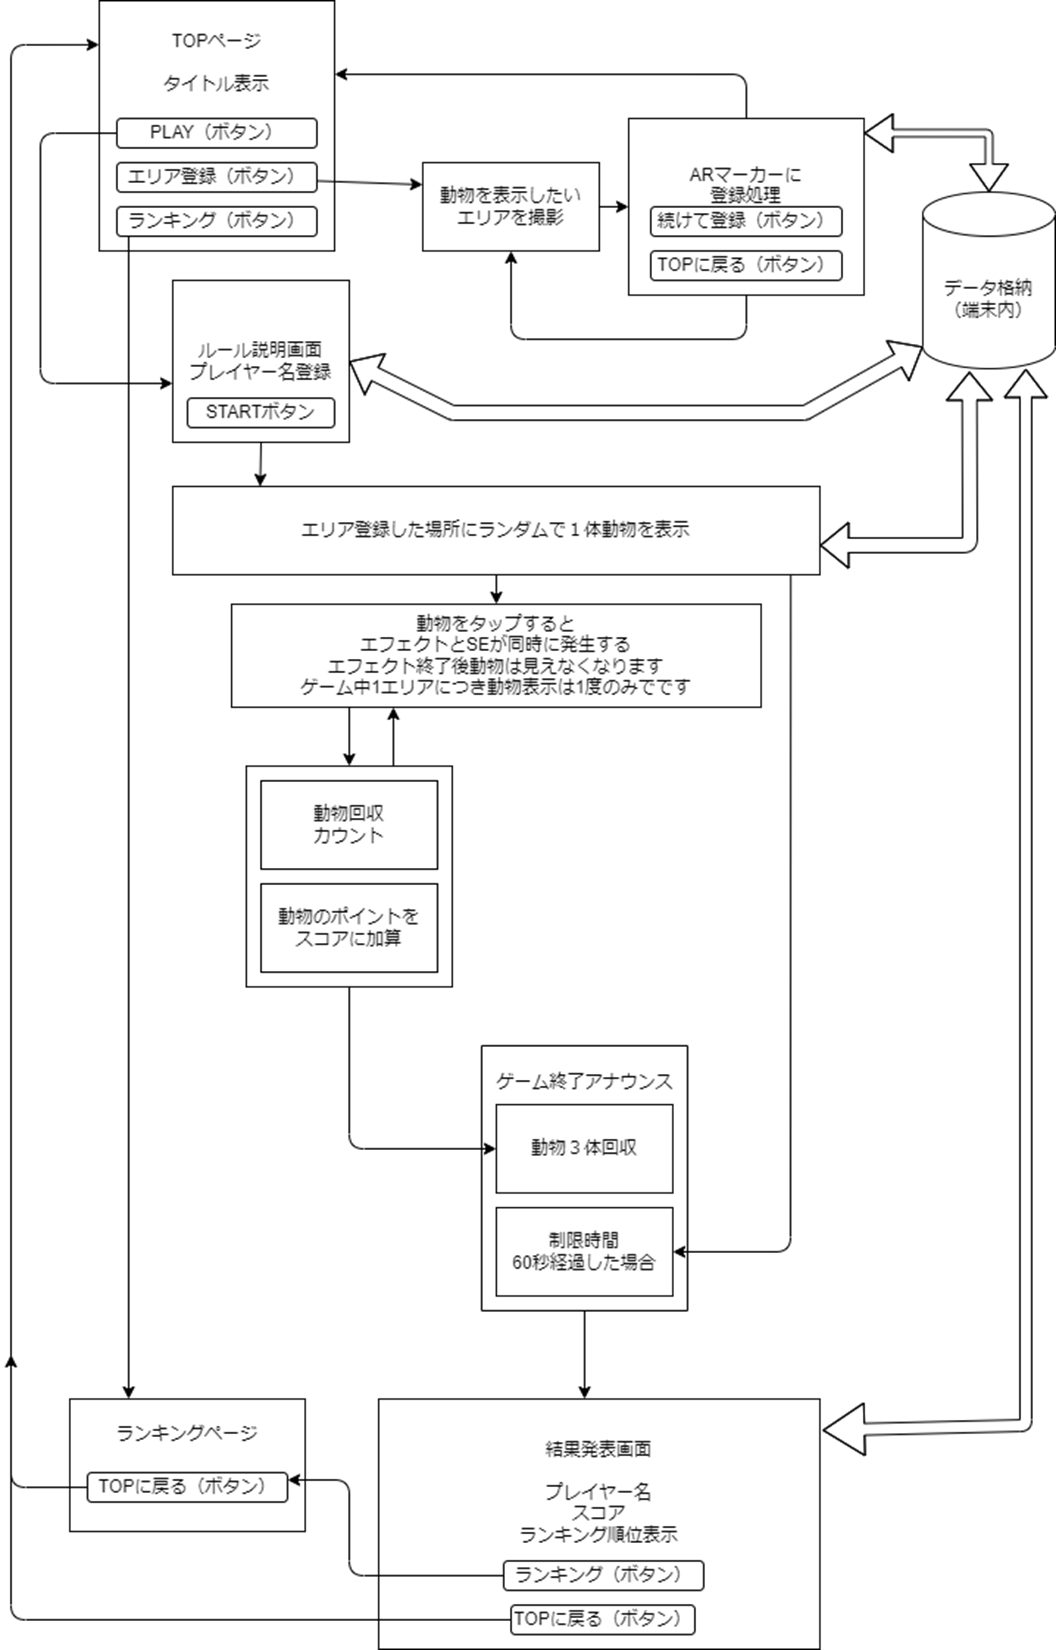 TOPページ
タイトル表示
PLAY（ボタン）
エリア登録（ボタン）
ランキング（ボタン）
動物を表示したい
エリアを撮影
ARマーカーに
登録処理
続けて登録（ボタン）
TOPに戻る（ボタン）
データ格納
（端末内）
ルール説明画面
プレイヤー名登録
STARTボタン
エリア登録した場所にランダムで１体動物を表示
動物をタップすると
エフェクトとSEが同時に発生する
エフェクト終了後動物は見えなくなります
ゲーム中1エリアにつき動物表示は1度のみでです
動物回収
カウント
動物のポイントを
スコアに加算
ゲーム終了アナウンス
動物３体回収
制限時間
60秒経過した場合
ランキングページ
TOPに戻る（ボタン）
結果発表画面
プレイヤー名
スコア
ランキング順位表示
ランキング（ボタン）
TOPに戻る（ボタン）